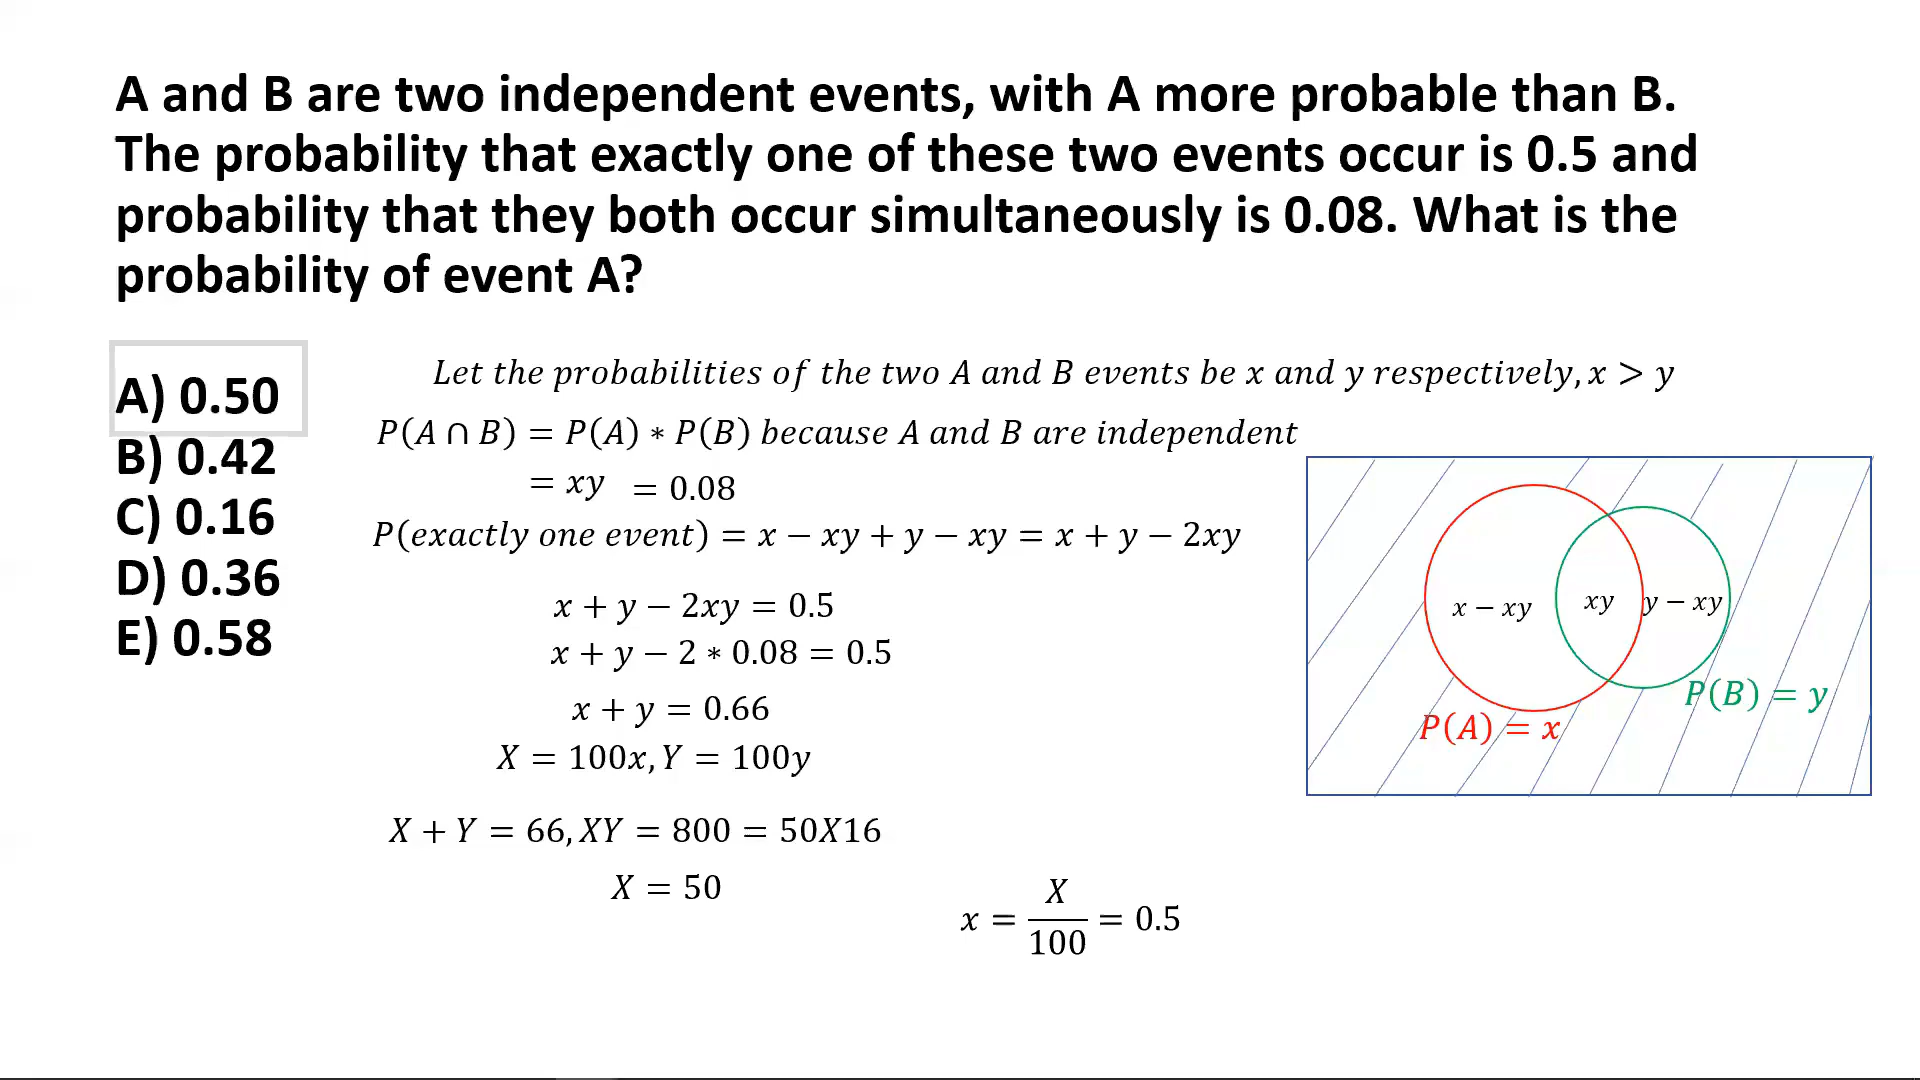 A and B are two independent events, with A more probable than B.
The probability that exactly one of these two events occur is 0.5 and
probability that they both occur simultaneously is 0.08. What is the
probability of event A?
A) 0.50
B) 0.42
C) 0.16
D) 0.36
E) 0.58
Let the probabilities of the two A and B events be x and y respectively, x > y
P(A ∩ B) = P(A) ∗ P(B) because A and B are independent
= xy = 0.08
P(exactly one event) = x − xy + y − xy = x + y − 2xy
x + y − 2xy = 0.5
x + y − 2 ∗ 0.08 = 0.5
x + y = 0.66
X = 100x, Y = 100y
X + Y = 66, XY = 800 = 50X16
X = 50
x = X/100 = 0.5
x − xy
xy
y − xy
P(B) = y
P(A) = x